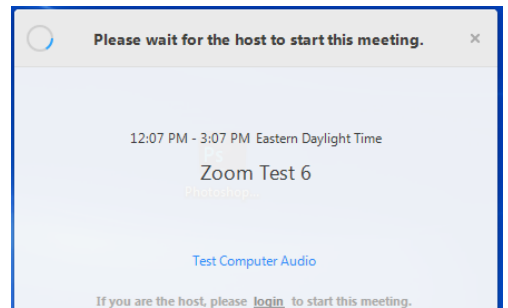 Please wait for the host to start this meeting.
×
12:07 PM - 3:07 PM Eastern Daylight Time
Ps
Zoom Test 6
Photoshop...
Test Computer Audio
If you are the host, please login to start this meeting.